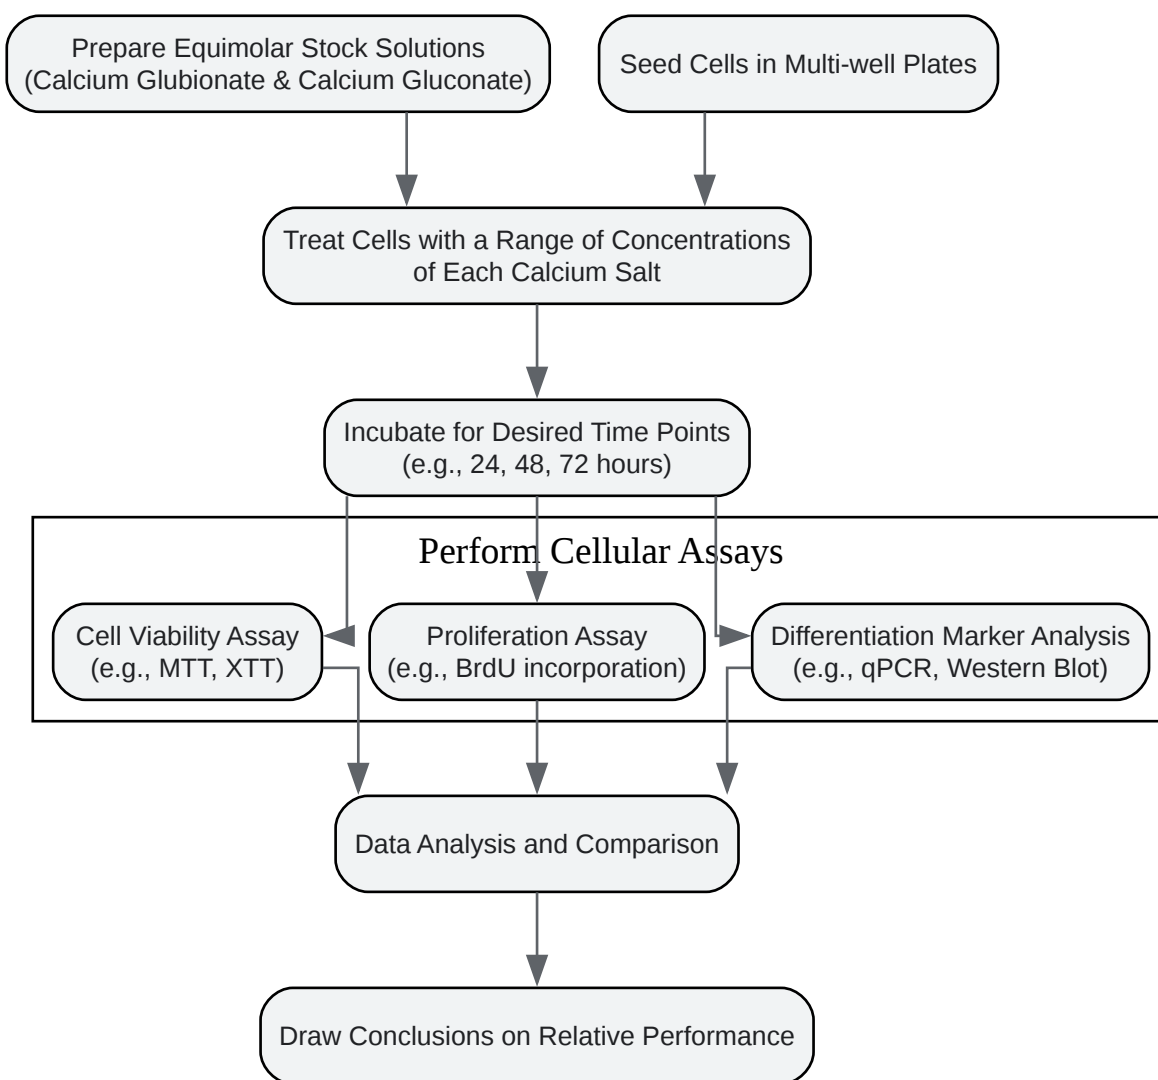 Prepare Equimolar Stock Solutions
(Calcium Glubionate & Calcium Gluconate)
Seed Cells in Multi-well Plates
Treat Cells with a Range of Concentrations
of Each Calcium Salt
Incubate for Desired Time Points
(e.g., 24, 48, 72 hours)
Perform Cellular Assays
Cell Viability Assay
(e.g., MTT, XTT)
Proliferation Assay
(e.g., BrdU incorporation)
Differentiation Marker Analysis
(e.g., qPCR, Western Blot)
Data Analysis and Comparison
Draw Conclusions on Relative Performance